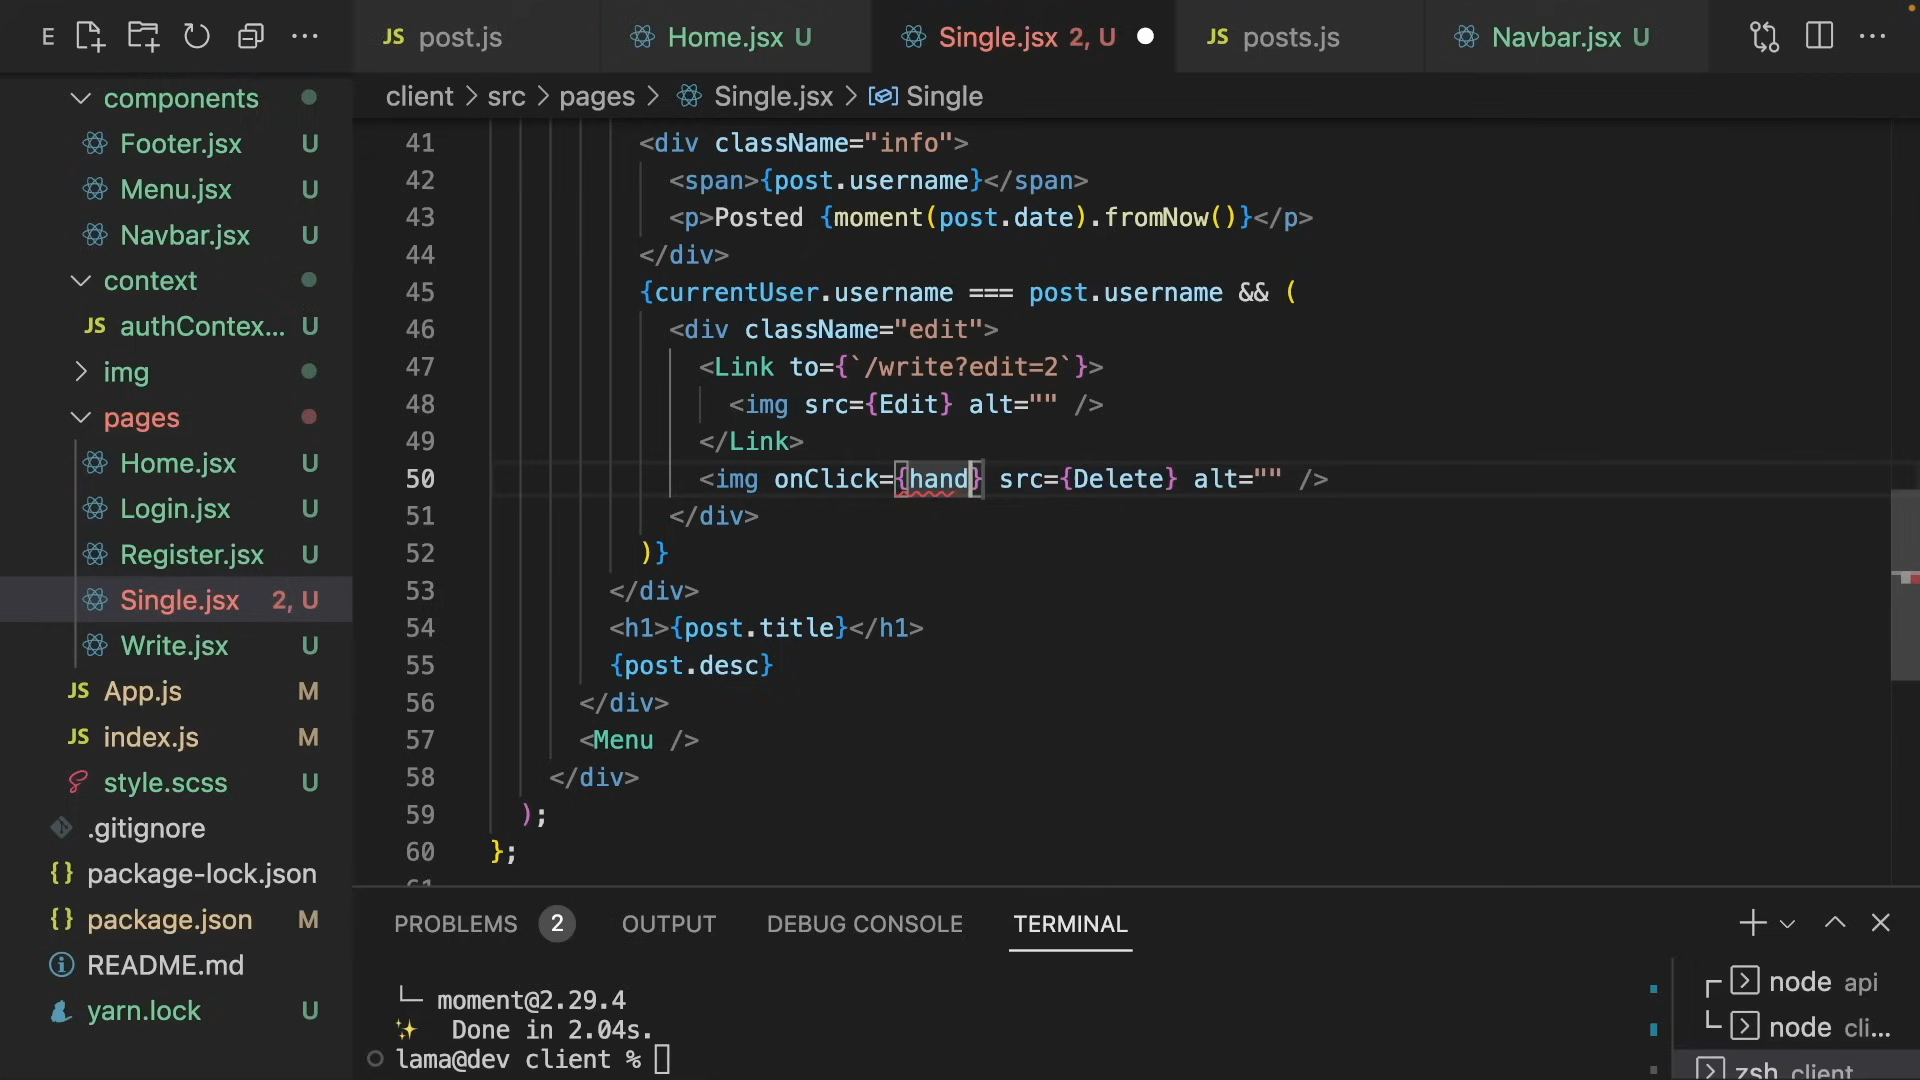 E
JS post.js
Home.jsx U
Single.jsx 2, U
JS posts.js
Navbar.jsx U
components
Footer.jsx U
Menu.jsx U
Navbar.jsx U
context
JS authContex... U
img
pages
Home.jsx U
Login.jsx U
Register.jsx U
Single.jsx 2, U
Write.jsx U
JS App.js M
JS index.js M
style.scss U
.gitignore
{} package-lock.json
{} package.json M
README.md
yarn.lock U
client > src > pages > Single.jsx > Single
41 <div className="info">
42 <span>{post.username}</span>
43 <p>Posted {moment(post.date).fromNow()}</p>
44 </div>
45 {currentUser.username === post.username && (
46 <div className="edit">
47 <Link to={`/write?edit=2`}>
48 <img src={Edit} alt="" />
49 </Link>
50 <img onClick={hand} src={Delete} alt="" />
51 </div>
52 )}
53 </div>
54 <h1>{post.title}</h1>
55 {post.desc}
56 </div>
57 <Menu />
58 </div>
59 );
60 };
61
PROBLEMS 2 OUTPUT DEBUG CONSOLE TERMINAL
└─ moment@2.29.4
✨ Done in 2.04s.
lama@dev client %
node api
node cli...
zsh client